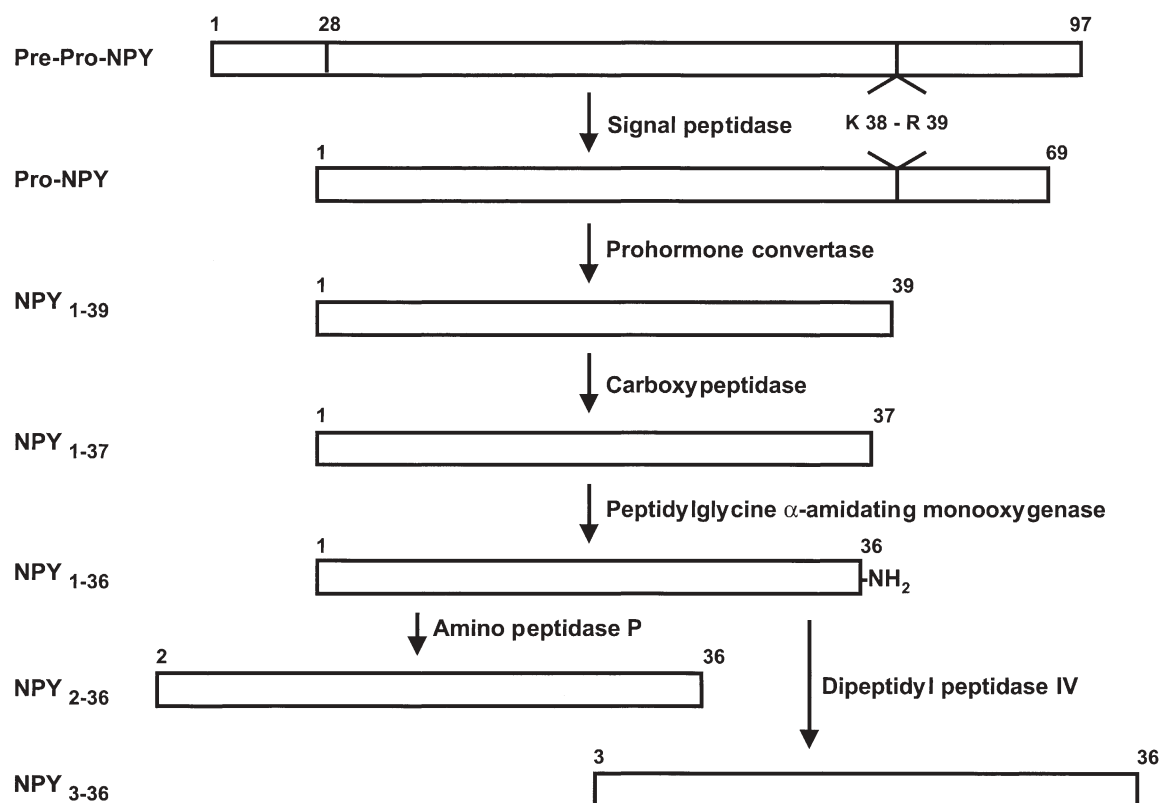 1 28 97
Pre-Pro-NPY
Signal peptidase K 38 - R 39
1 69
Pro-NPY
Prohormone convertase
1 39
NPY 1-39
Carboxypeptidase
1 37
NPY 1-37
Peptidylglycine α-amidating monooxygenase
1 36
NPY 1-36 -NH2
Amino peptidase P
2 36
NPY 2-36 Dipeptidyl peptidase IV
3 36
NPY 3-36